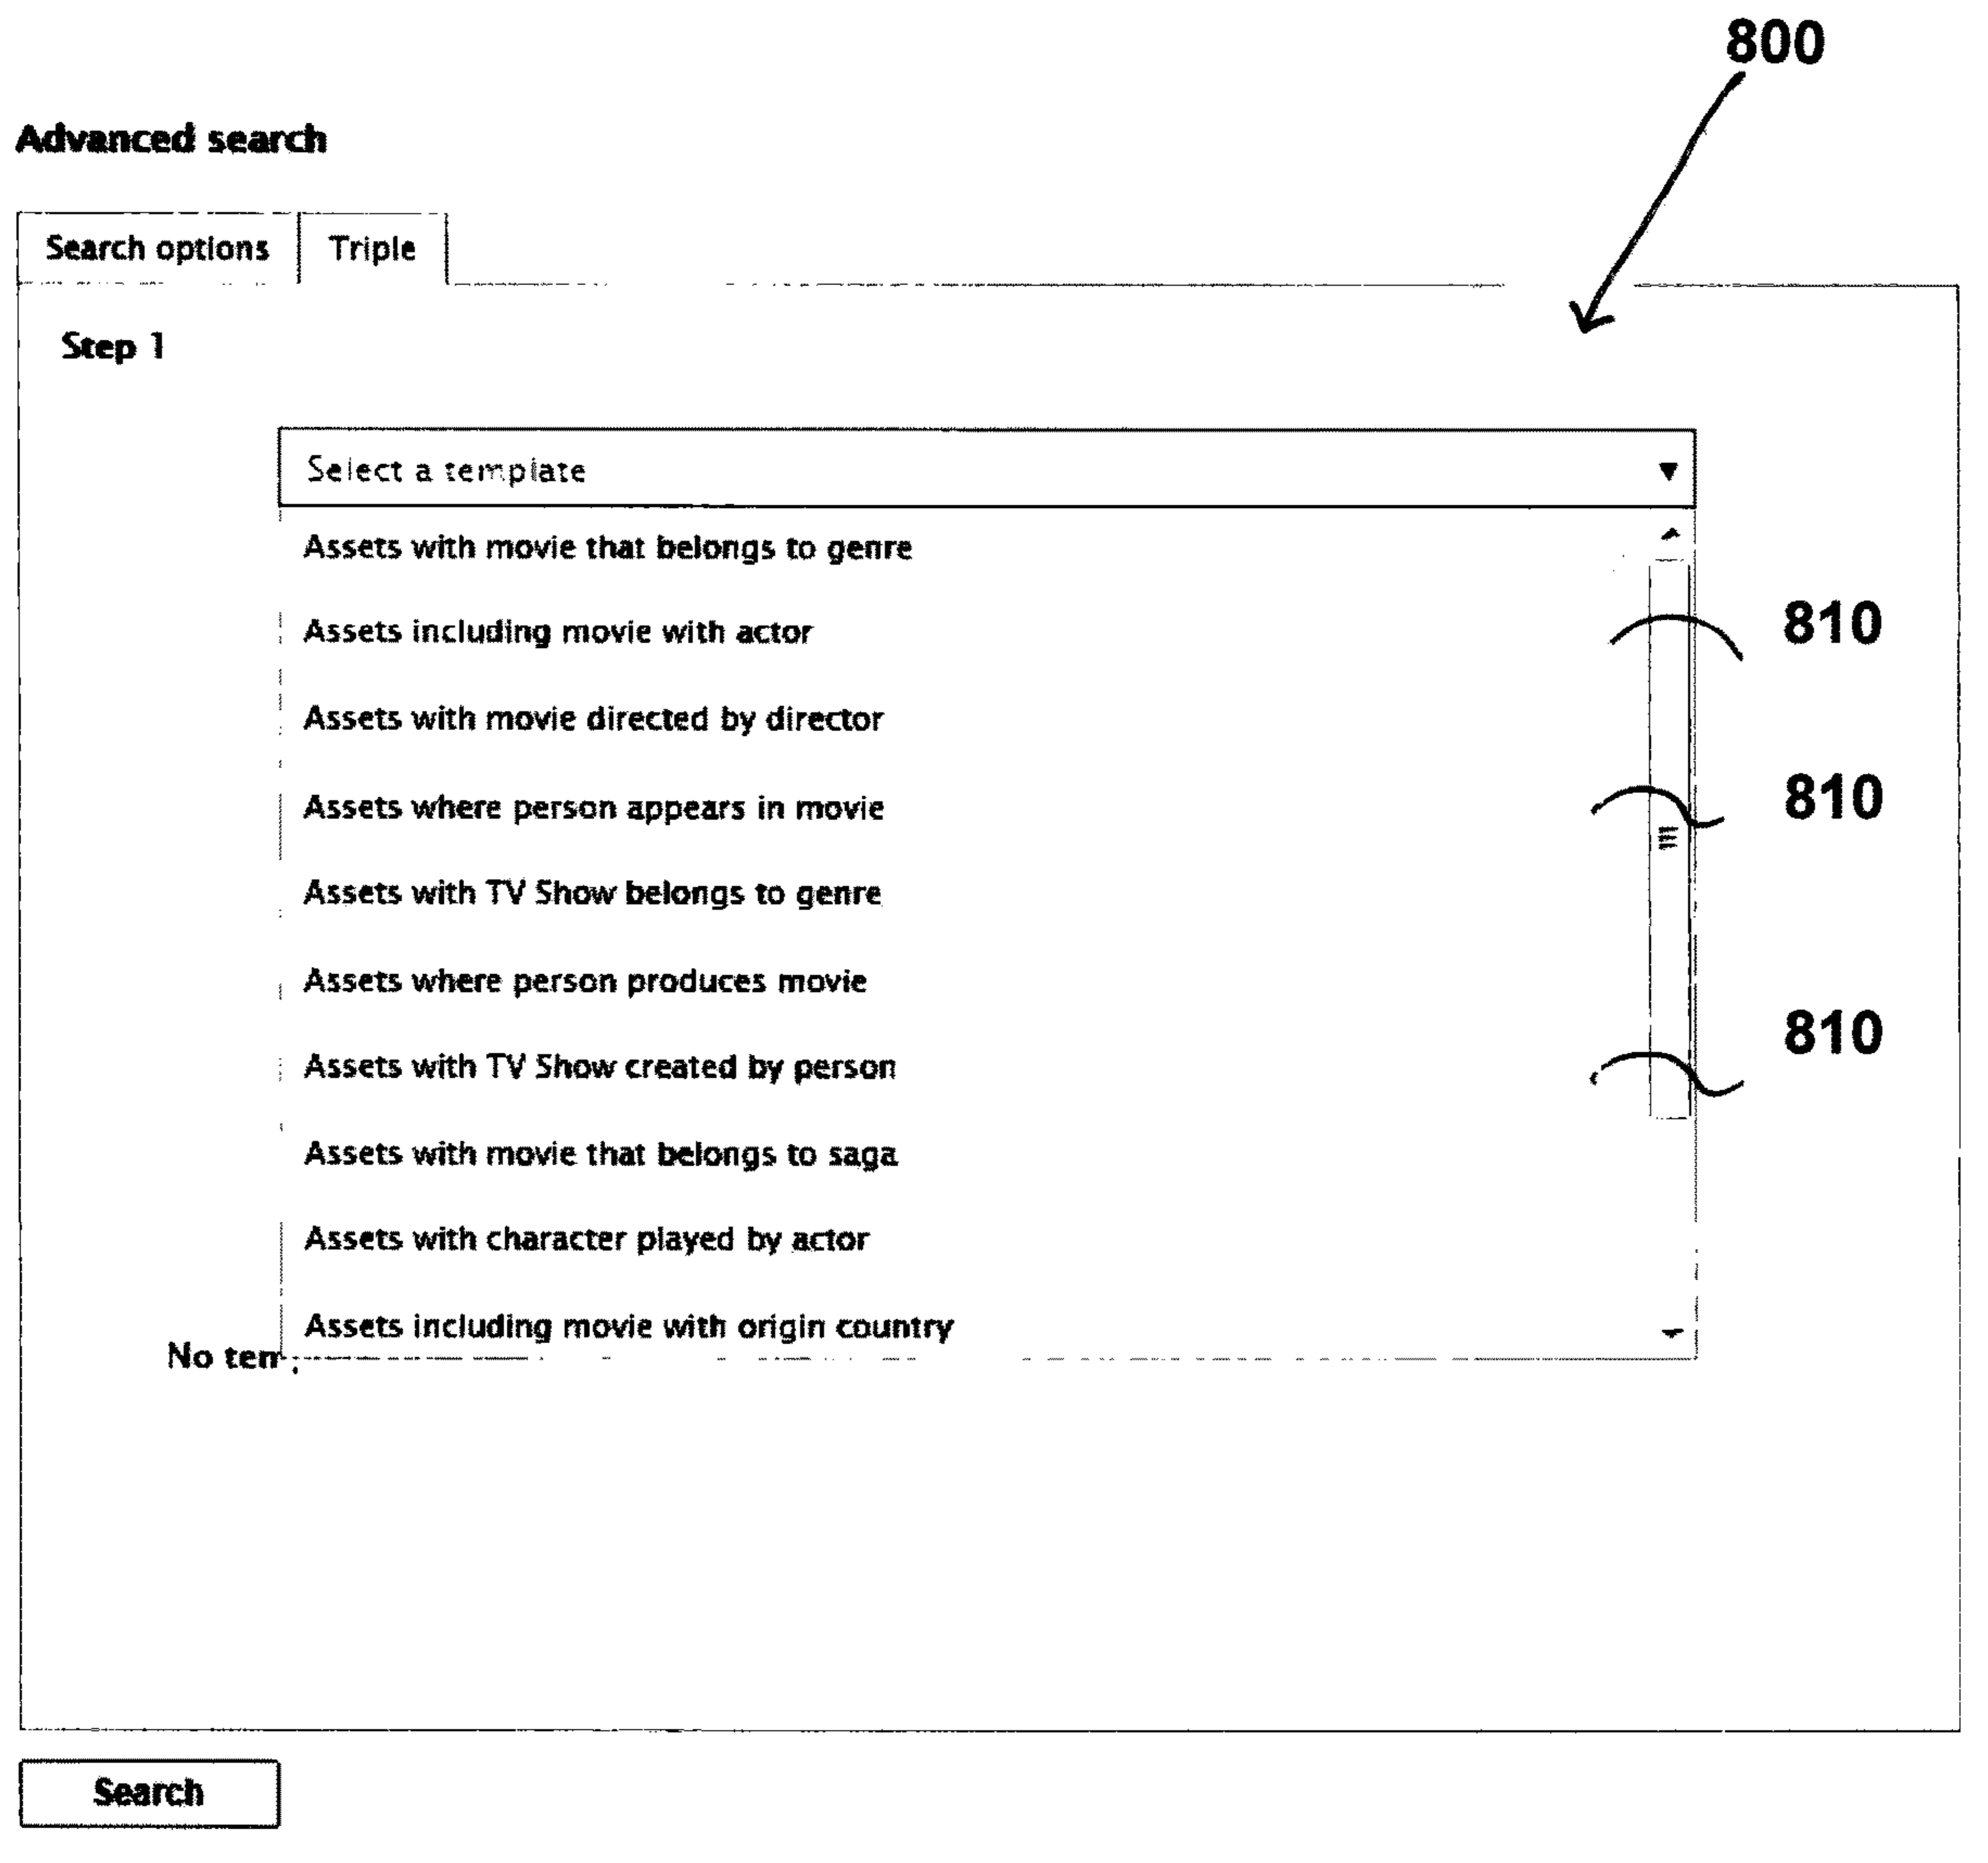 800
Advanced search
Search options Triple
Step 1
Select a template
Assets with movie that belongs to genre
Assets including movie with actor
810
Assets with movie directed by director
Assets where person appears in movie
810
Assets with TV Show belongs to genre
Assets where person produces movie
810
Assets with TV Show created by person
Assets with movie that belongs to saga
Assets with character played by actor
Assets including movie with origin country
No tem
Search